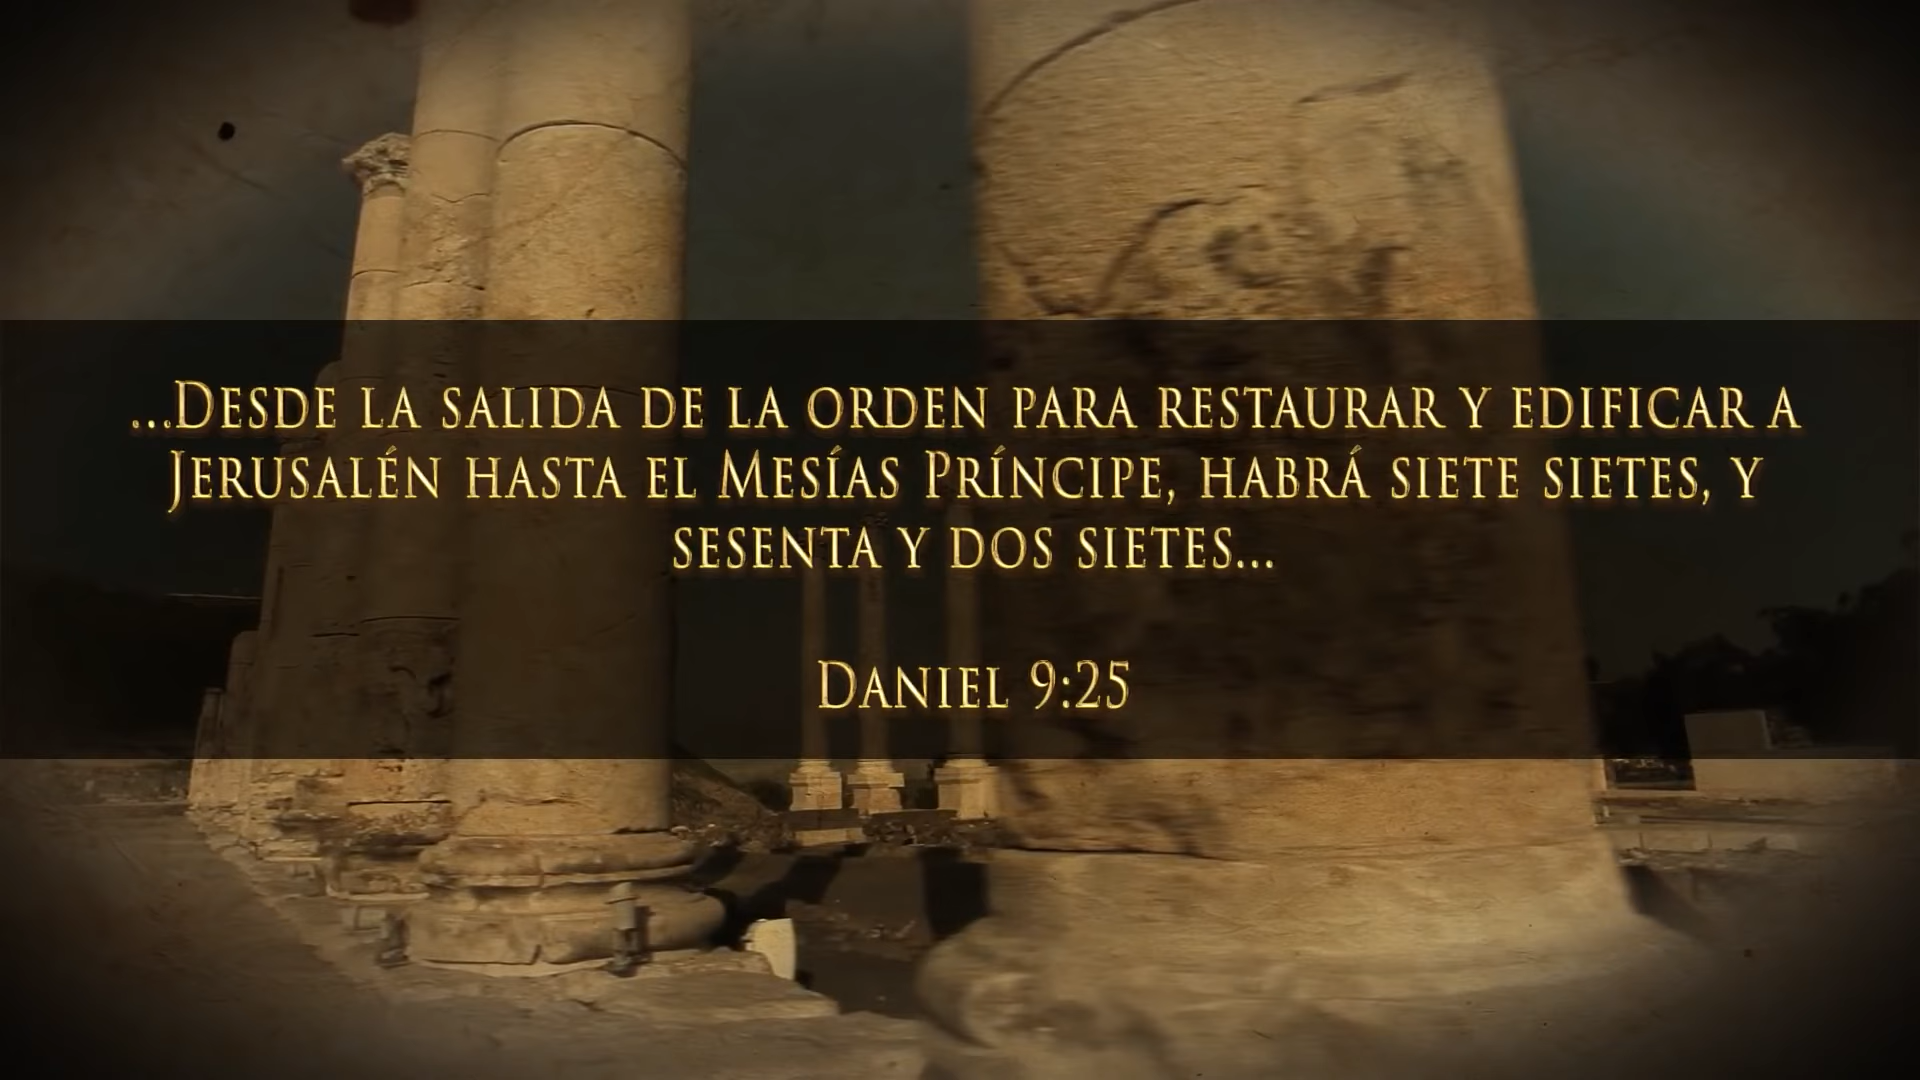 ...Desde la salida de la orden para restaurar y edificar a
Jerusalén hasta el Mesías Príncipe, habrá siete sietes, y
sesenta y dos sietes...
Daniel 9:25